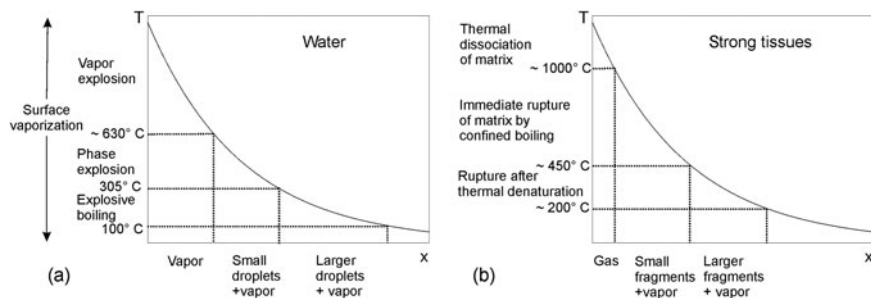 T
Water
Vapor
explosion
Surface
vaporization
~ 630° C
Phase
explosion
305° C
Explosive
boiling
100° C
x
(a)
Vapor
Small
droplets
+vapor
Larger
droplets
+ vapor
T
Strong tissues
Thermal
dissociation
of matrix
~ 1000° C
Immediate rupture
of matrix by
confined boiling
~ 450° C
Rupture after
thermal denaturation
~ 200° C
x
(b)
Gas
Small
fragments
+vapor
Larger
fragments
+ vapor